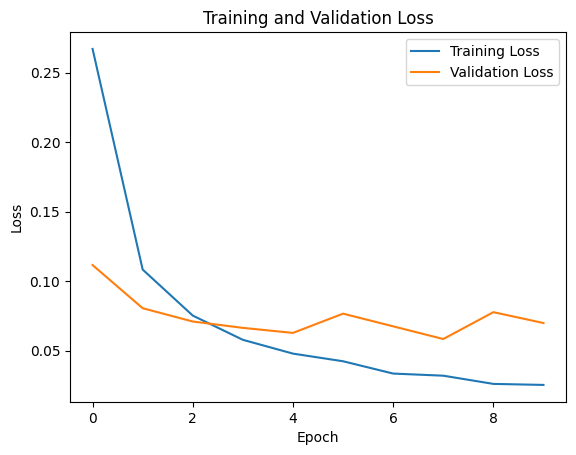 Training and Validation Loss
Training Loss
Validation Loss
0.25
0.20
0.15
0.10
0.05
Loss
0 2 4 6 8
Epoch